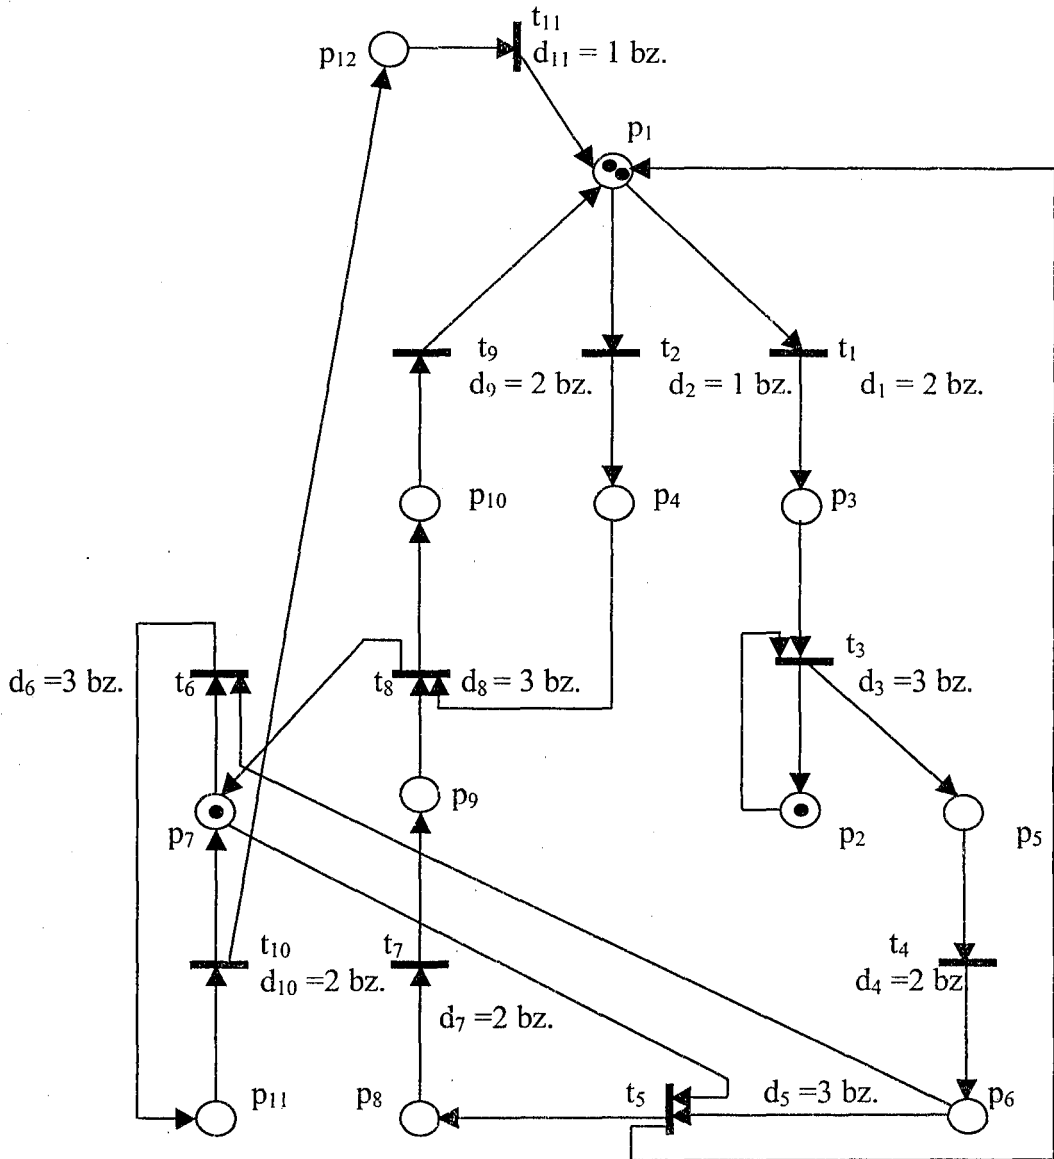 t₁₁
p₁₂
d₁₁ = 1 bz.
p₁
t₉
t₂
t₁
d₉ = 2 bz.
d₂ = 1 bz.
d₁ = 2 bz.
p₁₀
p₄
p₃
t₃
d₆ =3 bz.
t₆
t₈
d₈ = 3 bz.
d₃ = 3 bz.
p₉
p₇
p₂
p₅
t₁₀
t₇
t₄
d₁₀ =2 bz.
d₄ = 2 bz
d₇ =2 bz.
p₁₁
p₈
t₅
d₅ = 3 bz.
p₆